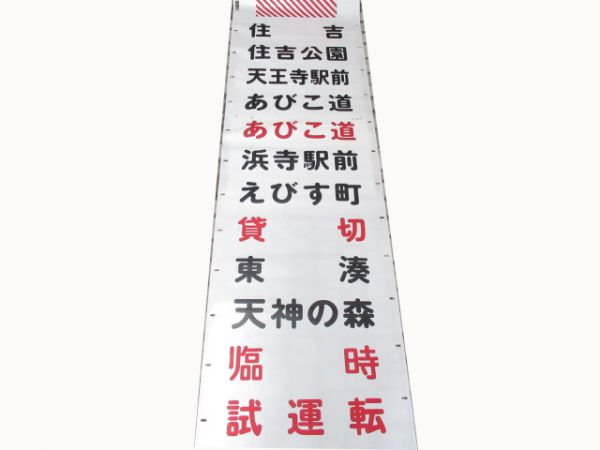 住吉
住吉公園
天王寺駅前
あびこ道
あびこ道
浜寺駅前
えびす町
貸切
東湊
天神の森
臨時
試運転